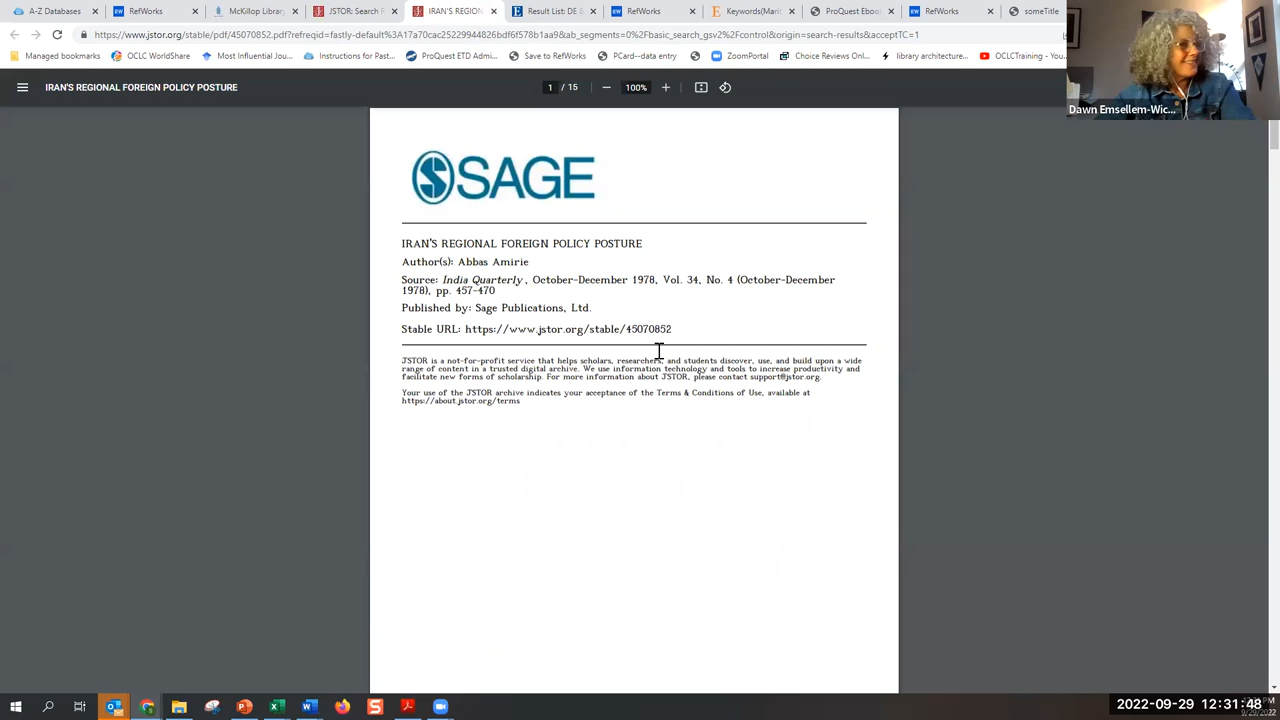 A-Z Databases
RefWorks
McKillop Library
JSTOR: Search F
IRAN'S REGION
Result List: DE &
RefWorks
Keywords(Marit
ProQuest Ebool
RefWorks
someTitle
https://www.jstor.org/stable/pdf/45070852.pdf?refreqid=fastly-default%3A17a70cac25229944826bdf6f578b1aa9&ab_segments=0%2Fbasic_search_gsv2%2Fcontrol&origin=search-results&acceptTC=1
Managed bookmarks
OCLC WorldShare
Most Influential Jour...
Instructions for Past...
ProQuest ETD Admi...
Save to RefWorks
PCard--data entry
ZoomPortal
Choice Reviews Onl...
library architecture...
OCLCTraining - You...
IRAN'S REGIONAL FOREIGN POLICY POSTURE
1 / 15
100%
Dawn Emsellem-Wic...
SAGE
IRAN'S REGIONAL FOREIGN POLICY POSTURE
Author(s): Abbas Amirie
Source: India Quarterly , October-December 1978, Vol. 34, No. 4 (October-December
1978), pp. 457-470
Published by: Sage Publications, Ltd.
Stable URL: https://www.jstor.org/stable/45070852
JSTOR is a not-for-profit service that helps scholars, researchers, and students discover, use, and build upon a wide
range of content in a trusted digital archive. We use information technology and tools to increase productivity and
facilitate new forms of scholarship. For more information about JSTOR, please contact support@jstor.org.
Your use of the JSTOR archive indicates your acceptance of the Terms & Conditions of Use, available at
https://about.jstor.org/terms
2022-09-29 12:31:48